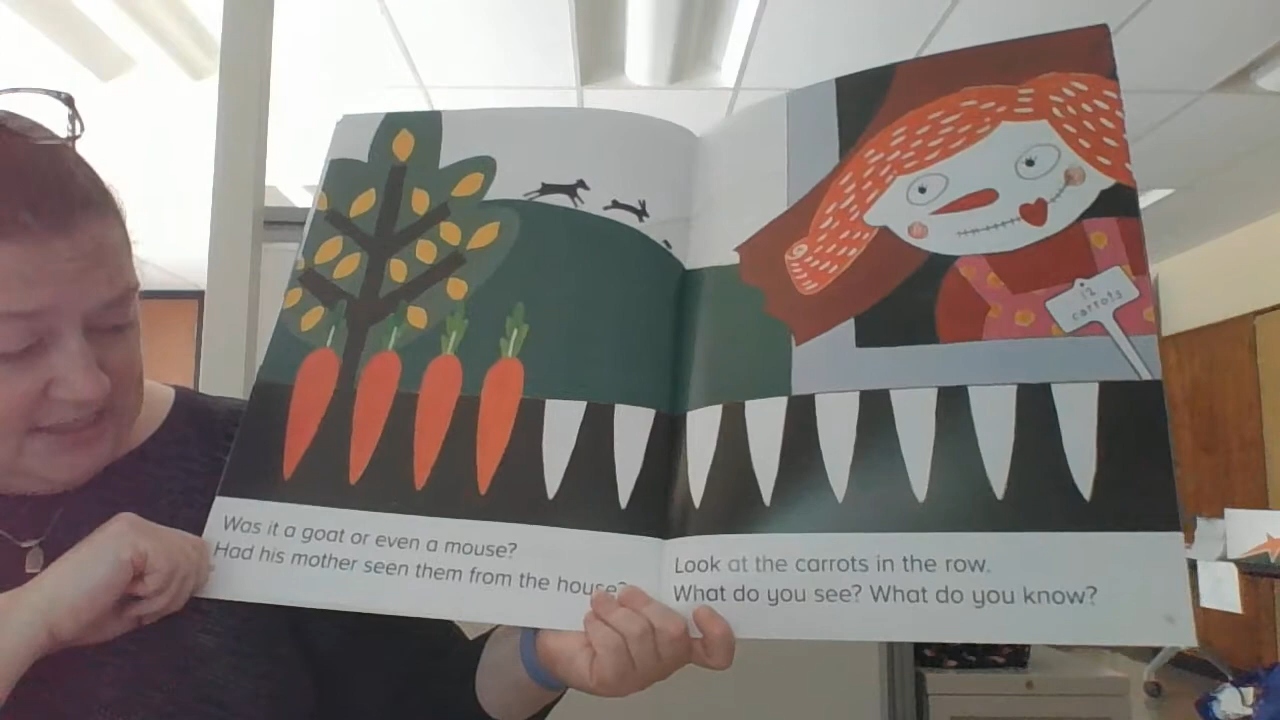 12
carrots
Was it a goat or even a mouse?
Had his mother seen them from the house?
Look at the carrots in the row.
What do you see? What do you know?